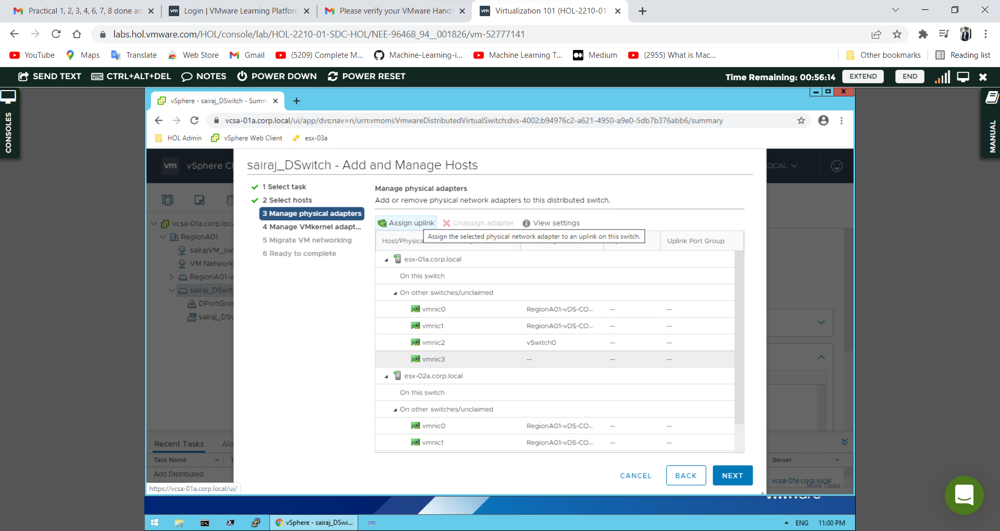 Practical 1, 2, 3, 4, 6, 7, 8 done an
Login | VMware Learning Platform
Please verify your VMware Hands
Virtualization 101 (HOL-2210-01-
labs.hol.vmware.com/HOL/console/lab/HOL-2210-01-SDC-HOL/NEE-96468_94__001826/vm-52777141
YouTube Maps Translate Web Store Gmail (5209) Complete M... Machine-Learning-i... Machine Learning T... Medium (2955) What is Mac... Other bookmarks Reading list
SEND TEXT CTRL+ALT+DEL NOTES POWER DOWN POWER RESET Time Remaining: 00:56:14 EXTEND END
CONSOLES
MANUAL
vSphere - sairaj_DSwitch - Summ
vcsa-01a.corp.local/ui/app/dvs;nav=n/urn:vmomi:VmwareDistributedVirtualSwitch:dvs-4002:b94976c2-a621-4950-a9e0-5db7b376abb6/summary
HOL Admin vSphere Web Client esx-03a
vm vSphere Cl
OCAL
vcsa-01a.corp.loca
RegionA01
sairajVM_sw
VM Network
RegionA01-v
sairaj_DSwit
DPortGrou
sairaj_DSw
sairaj_DSwitch - Add and Manage Hosts
1 Select task
2 Select hosts
3 Manage physical adapters
4 Manage VMkernel adapt...
5 Migrate VM networking
6 Ready to complete
Manage physical adapters
Add or remove physical network adapters to this distributed switch.
Assign uplink Unassign adapter View settings
Assign the selected physical network adapter to an uplink on this switch.
Host/Physica Uplink Port Group
esx-01a.corp.local
On this switch
On other switches/unclaimed
vmnic0 RegionA01-vDS-CO... -- --
vmnic1 RegionA01-vDS-CO... -- --
vmnic2 vSwitch0 -- --
vmnic3 -- -- --
esx-02a.corp.local
On this switch
On other switches/unclaimed
vmnic0 RegionA01-vDS-CO... -- --
vmnic1 RegionA01-vDS-CO... -- --
CANCEL BACK NEXT
Recent Tasks Ala
Task Name T
Server
Add Distributed
vcsa-01a.corp.local
More Tasks
https://vcsa-01a.corp.local/ui/
vmware
vSphere - sairaj_DSwi...
ENG 11:00 PM